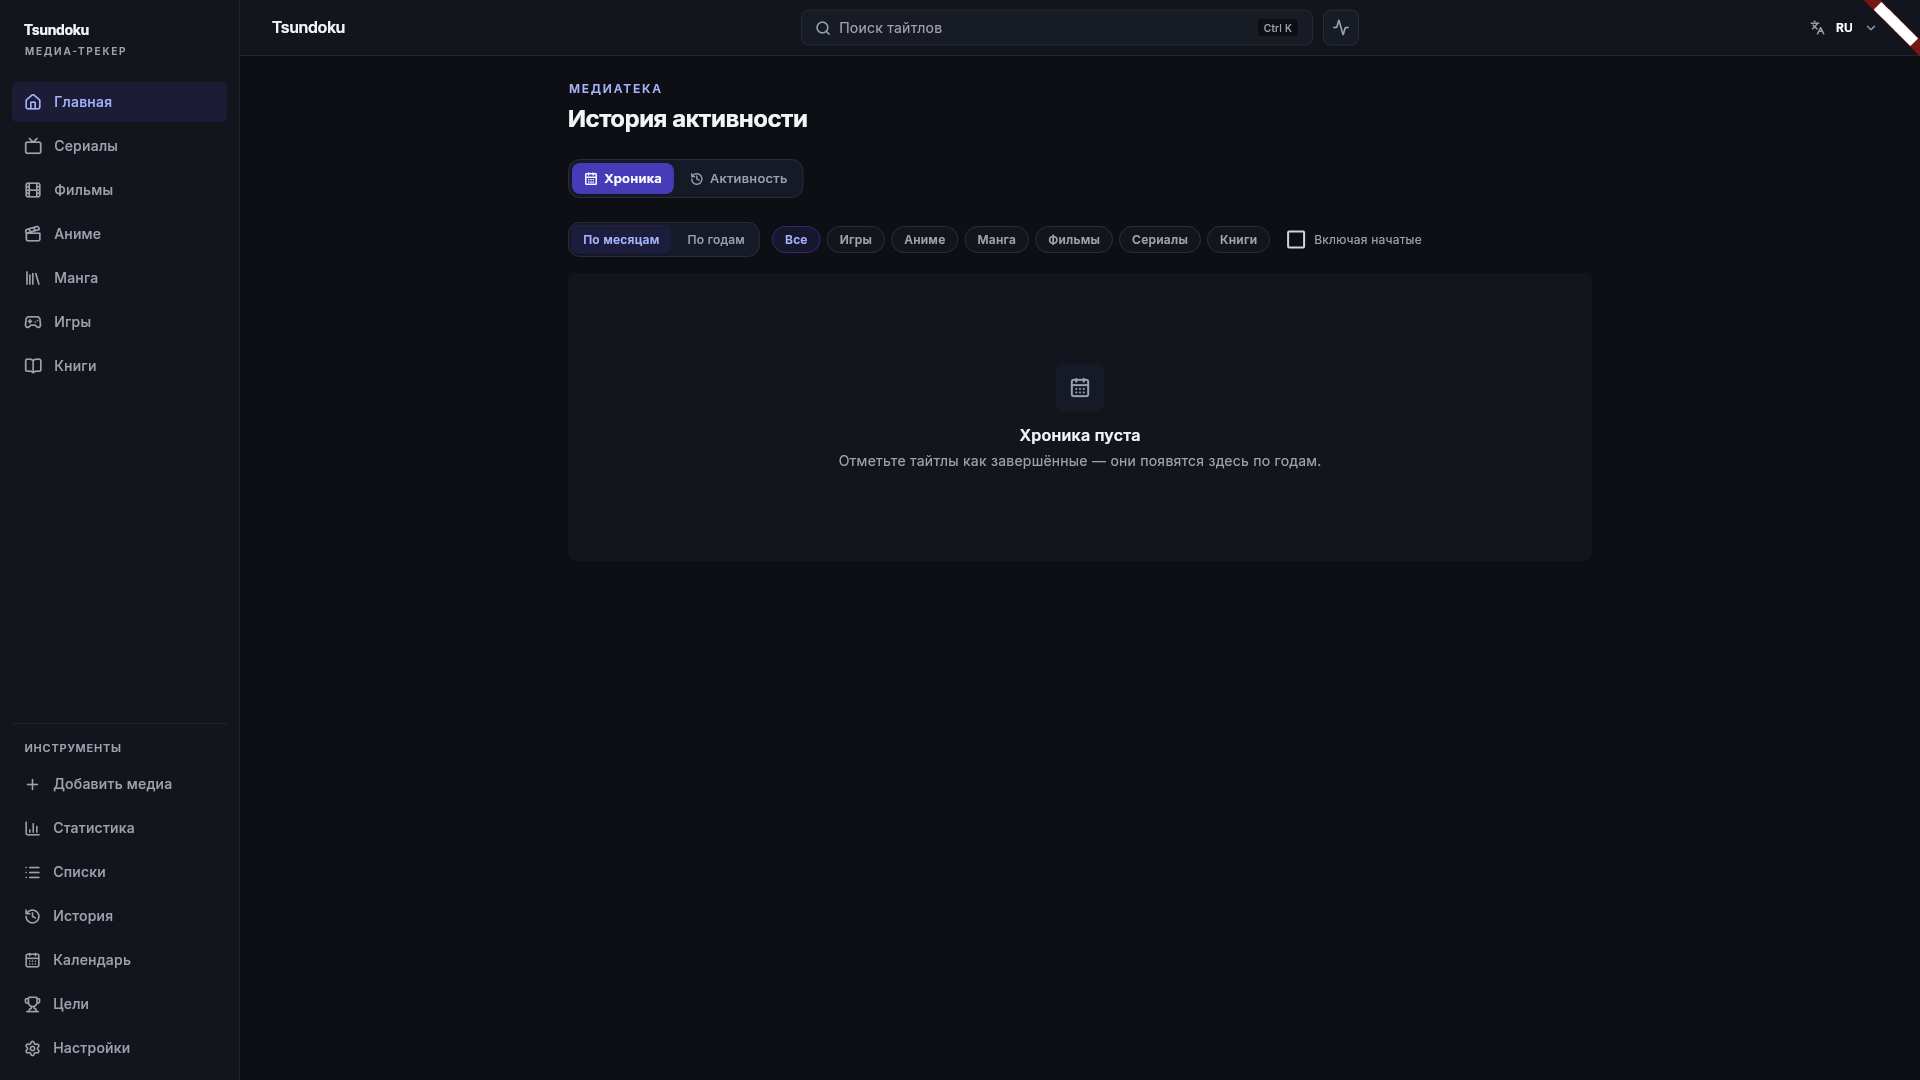 Tsundoku
МЕДИА-ТРЕКЕР
Главная
Сериалы
Фильмы
Аниме
Манга
Игры
Книги
ИНСТРУМЕНТЫ
Добавить медиа
Статистика
Списки
История
Календарь
Цели
Настройки
Tsundoku
Поиск тайтлов
Ctrl K
RU
МЕДИАТЕКА
История активности
Хроника Активность
По месяцам По годам Все Игры Аниме Манга Фильмы Сериалы Книги Включая начатые
Хроника пуста
Отметьте тайтлы как завершённые — они появятся здесь по годам.